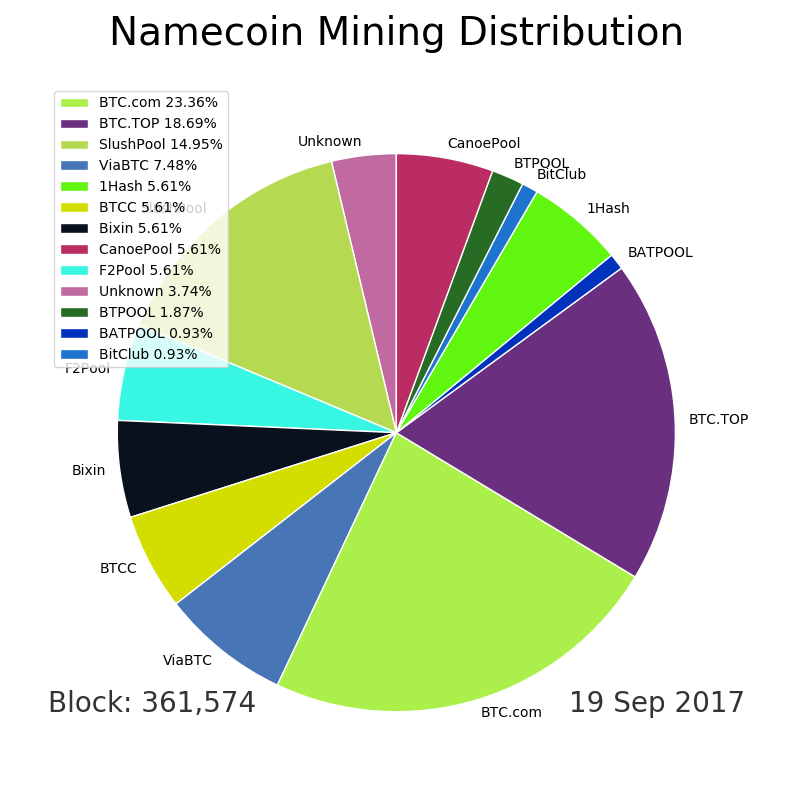 Namecoin Mining Distribution
BTC.com 23.36%
BTC.TOP 18.69%
SlushPool 14.95%
ViaBTC 7.48%
1Hash 5.61%
BTCC 5.61%
Bixin 5.61%
CanoePool 5.61%
F2Pool 5.61%
Unknown 3.74%
BTPOOL 1.87%
BATPOOL 0.93%
BitClub 0.93%
Unknown
CanoePool
BTPOOL
BitClub
1Hash
BATPOOL
SlushPool
F2Pool
BTC.TOP
Bixin
BTCC
ViaBTC
BTC.com
Block: 361,574
19 Sep 2017